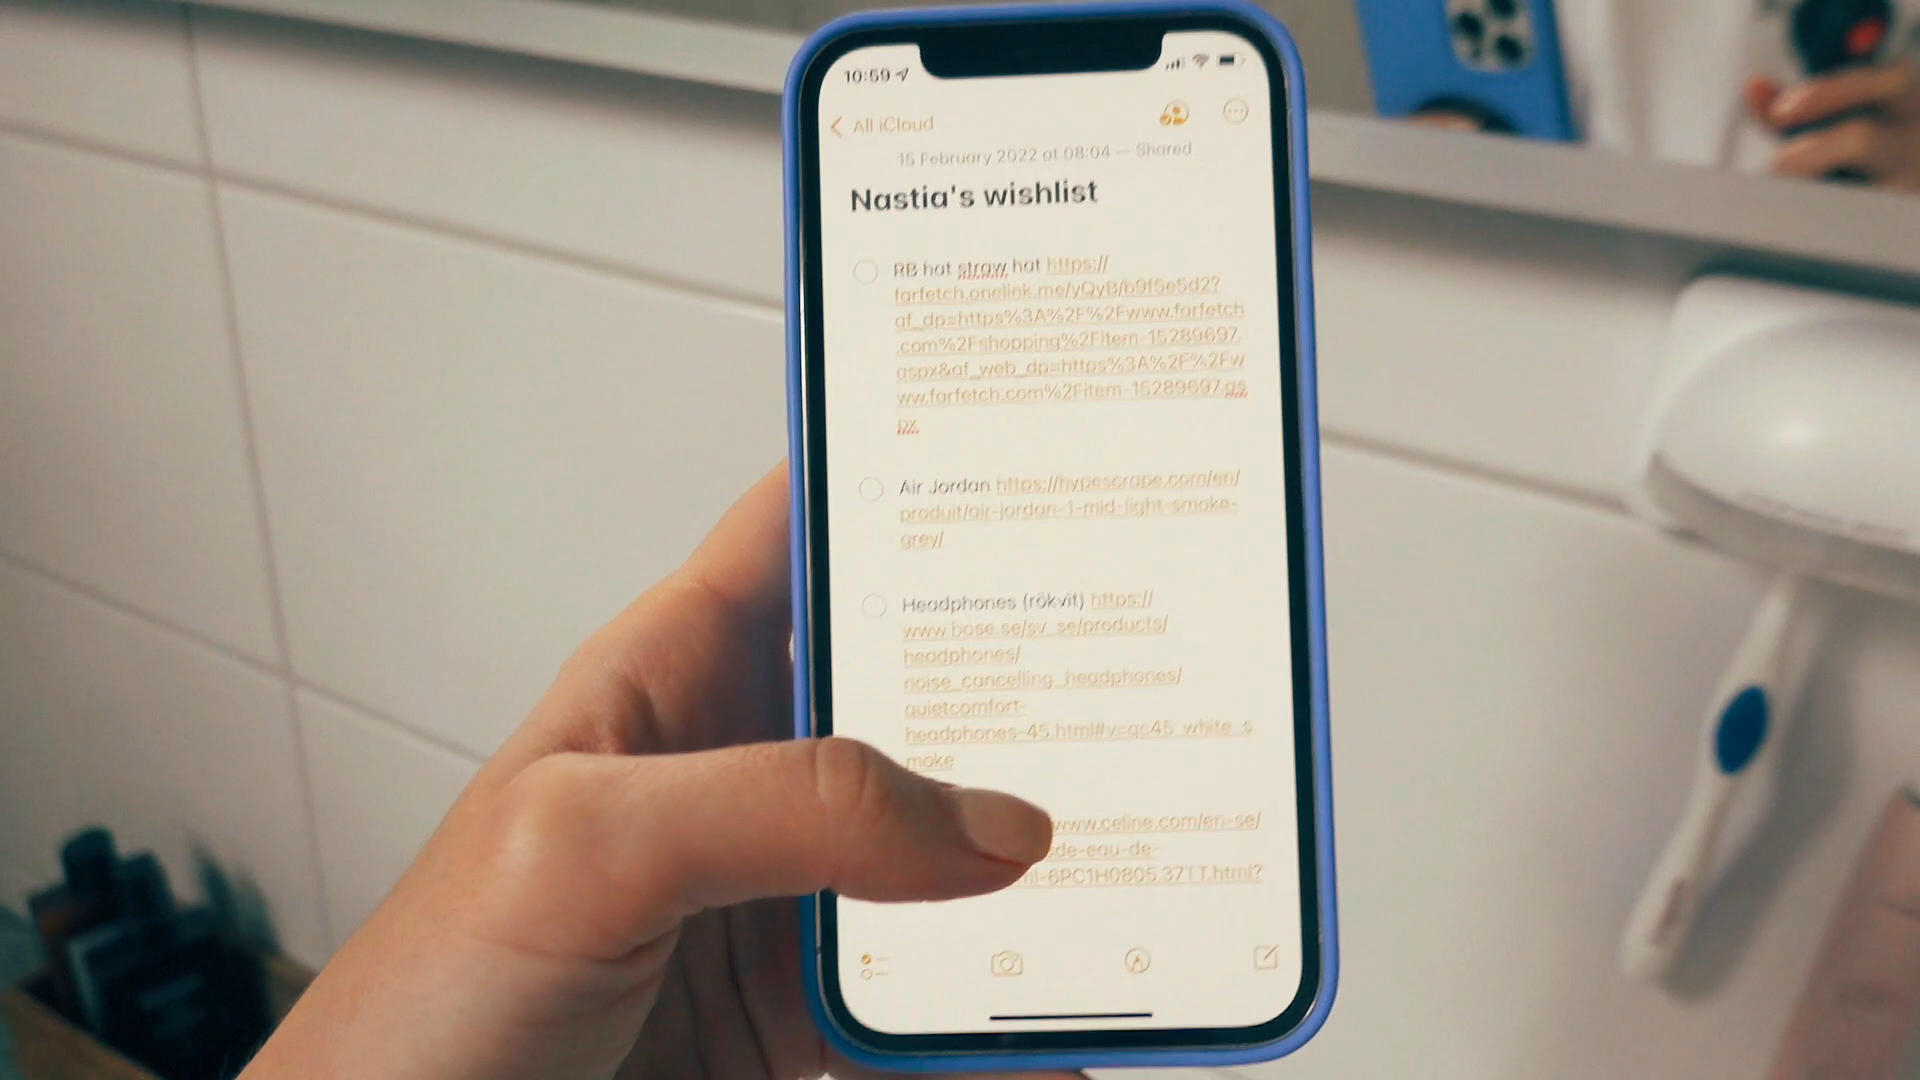 10:59
All iCloud
15 February 2022 at 08:04 — Shared
Nastia's wishlist
RB hat straw hat https://
farfetch.onelink.me/yQyB/b9f5e5d2?
af_dp=https%3A%2F%2Fwww.farfetch
.com%2Fshopping%2Fitem-15289697.
aspx&af_web_dp=https%3A%2F%2Fw
ww.farfetch.com%2Fitem-15289697.as
px
Air Jordan https://hypescrape.com/en/
produit/air-jordan-1-mid-light-smoke-
grey/
Headphones (rökvit) https://
www.bose.se/sv_se/products/
headphones/
noise_cancelling_headphones/
quietcomfort-
headphones-45.html#v=qc45_white_s
moke
www.celine.com/en-se/
de-eau-de-
-6PC1H0805.37TT.html?